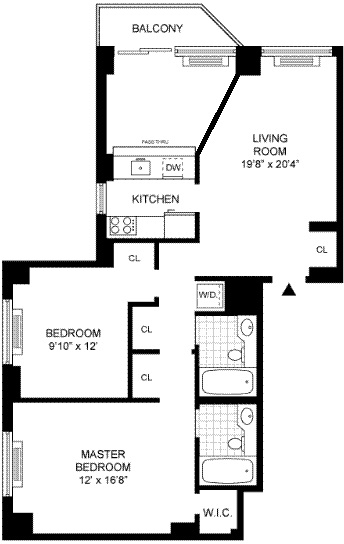 BALCONY
LIVING
ROOM
19'8" x 20'4"
PASS THRU
DW
KITCHEN
CL
CL
W/D
BEDROOM
9'10" x 12'
CL
CL
MASTER
BEDROOM
12' x 16'8"
W.I.C.